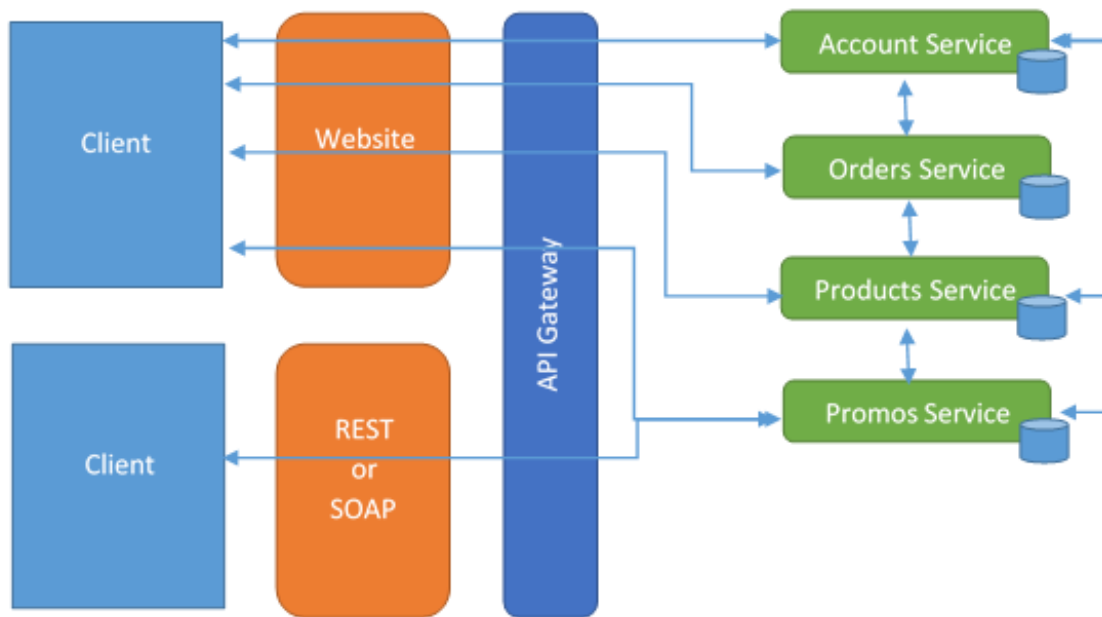 Client
Website
Account Service
Orders Service
Products Service
Promos Service
API Gateway
Client
REST
or
SOAP